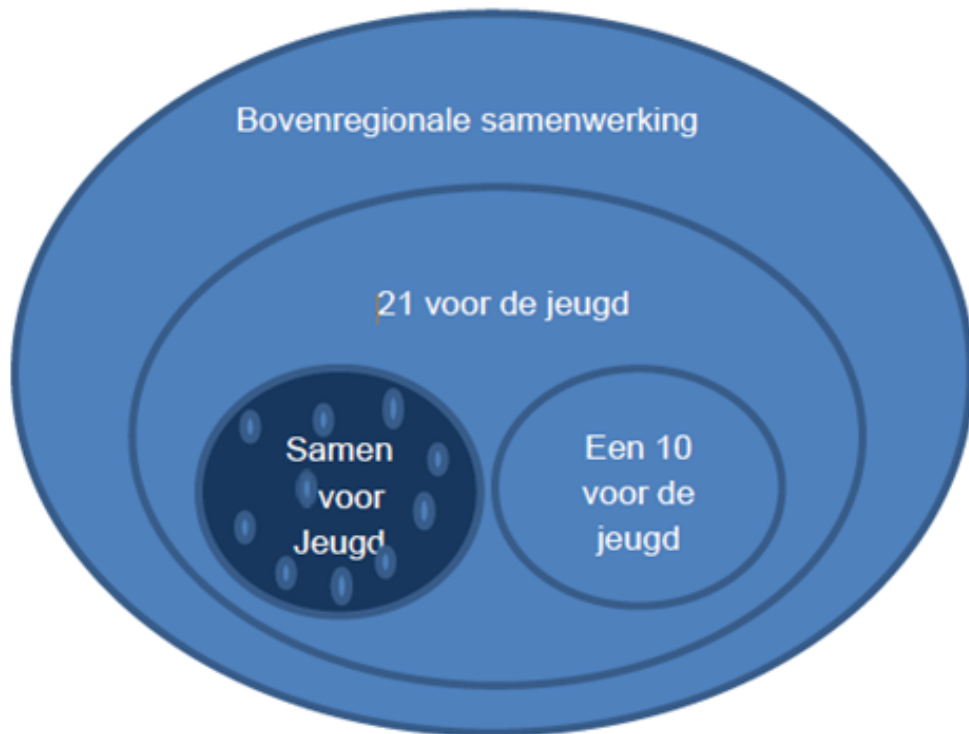 Bovenregionale samenwerking
21 voor de jeugd
Samen
voor
Jeugd
Een 10
voor de
jeugd